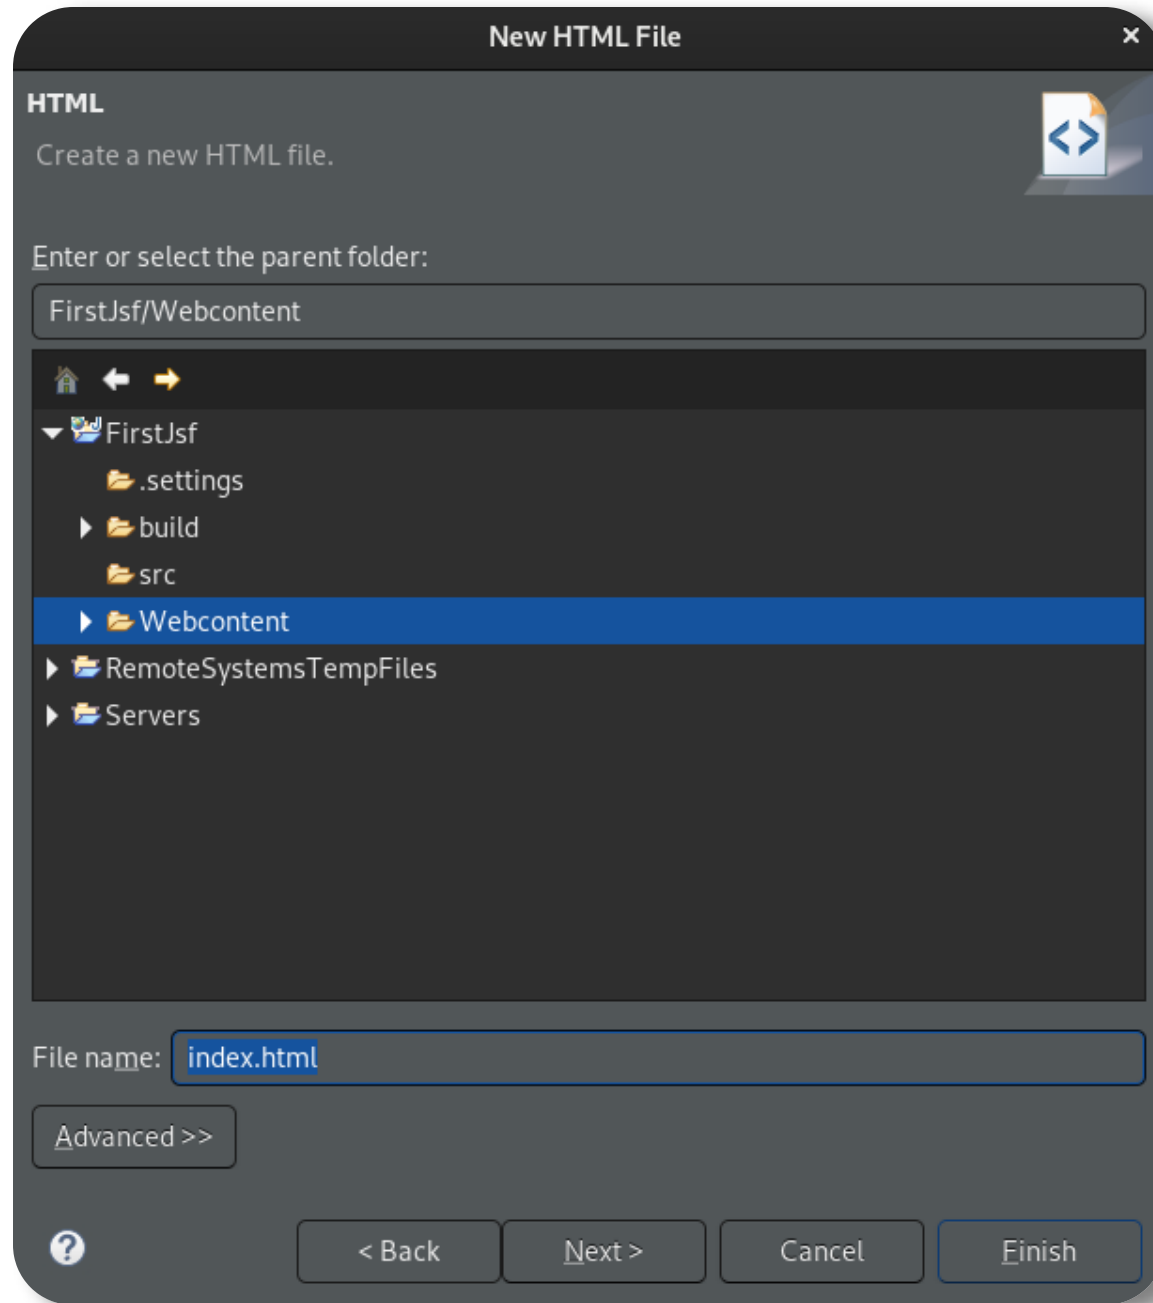 New HTML File
HTML
Create a new HTML file.
Enter or select the parent folder:
FirstJsf/Webcontent
FirstJsf
.settings
build
src
Webcontent
RemoteSystemsTempFiles
Servers
File name: index.html
Advanced >>
< Back Next > Cancel Finish